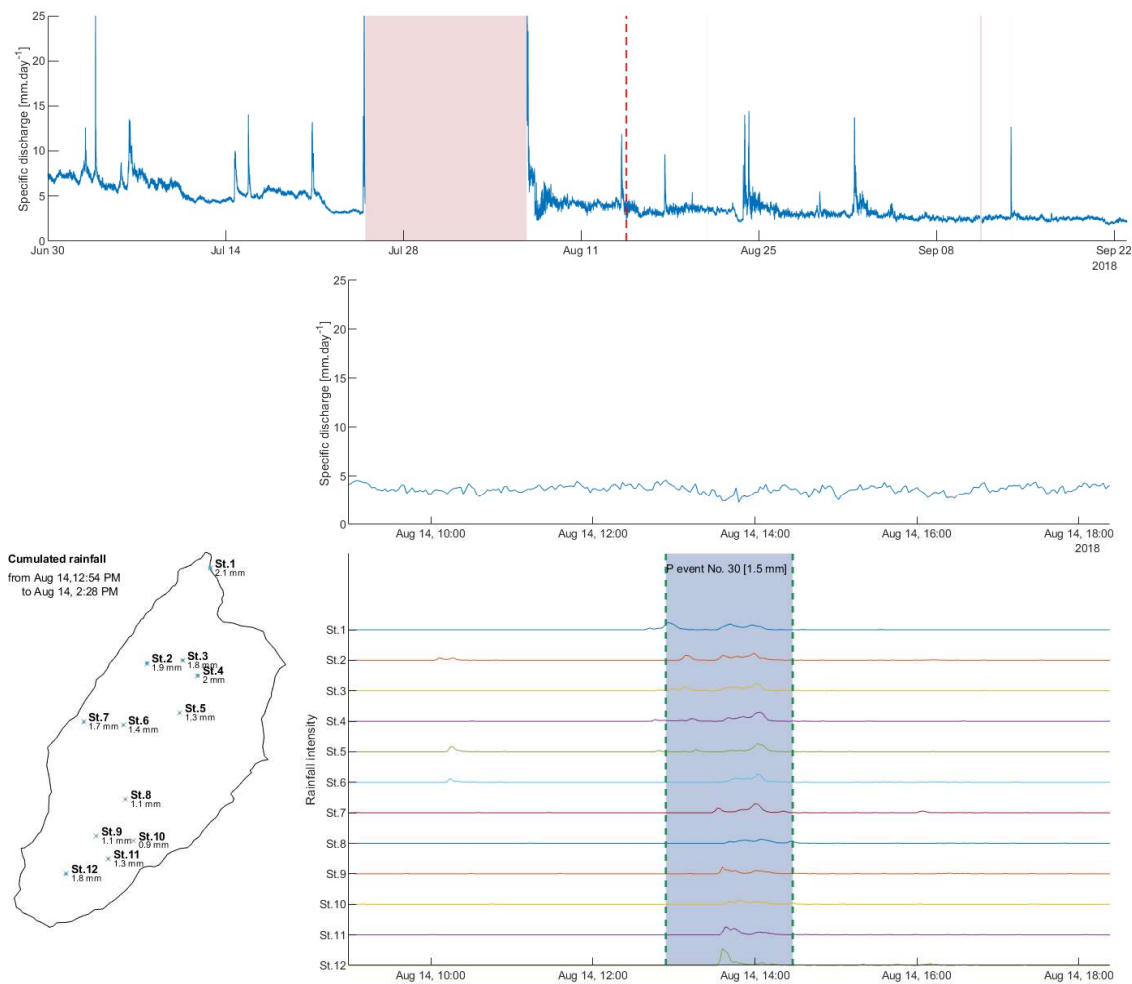 25
20
15
10
5
0
Specific discharge [mm.day-1]
Jun 30
Jul 14
Jul 28
Aug 11
Aug 25
Sep 08
Sep 22
2018
25
20
15
10
5
0
Specific discharge [mm.day-1]
Aug 14, 10:00
Aug 14, 12:00
Aug 14, 14:00
Aug 14, 16:00
Aug 14, 18:00
2018
Cumulated rainfall
from Aug 14,12:54 PM
to Aug 14, 2:28 PM
St.1
2.1 mm
St.2
1.9 mm
St.3
1.8 mm
St.4
2 mm
St.5
1.3 mm
St.6
1.4 mm
St.7
1.7 mm
St.8
1.1 mm
St.9
1.1 mm
St.10
0.9 mm
St.11
1.3 mm
St.12
1.8 mm
P event No. 30 [1.5 mm]
Rainfall intensity
St.1
St.2
St.3
St.4
St.5
St.6
St.7
St.8
St.9
St.10
St.11
St.12
Aug 14, 10:00
Aug 14, 12:00
Aug 14, 14:00
Aug 14, 16:00
Aug 14, 18:00